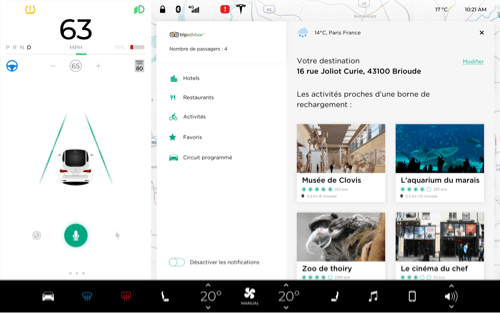 63
MPH
P R N D
10%
65
80
4G
17 °C
10:21 AM
tripadvisor
Nombre de passagers : 4
Hotels
Restaurants
Activités
Favoris
Circuit programmé
Désactiver les notifications
14°C, Paris France
Votre destination
Modifier
16 rue Joliot Curie, 43100 Brioude
Les activités proches d'une borne de
rechargement :
Musée de Clovis
L'aquarium du marais
Zoo de thoiry
Le cinéma du chef
20°
MANUAL
20°